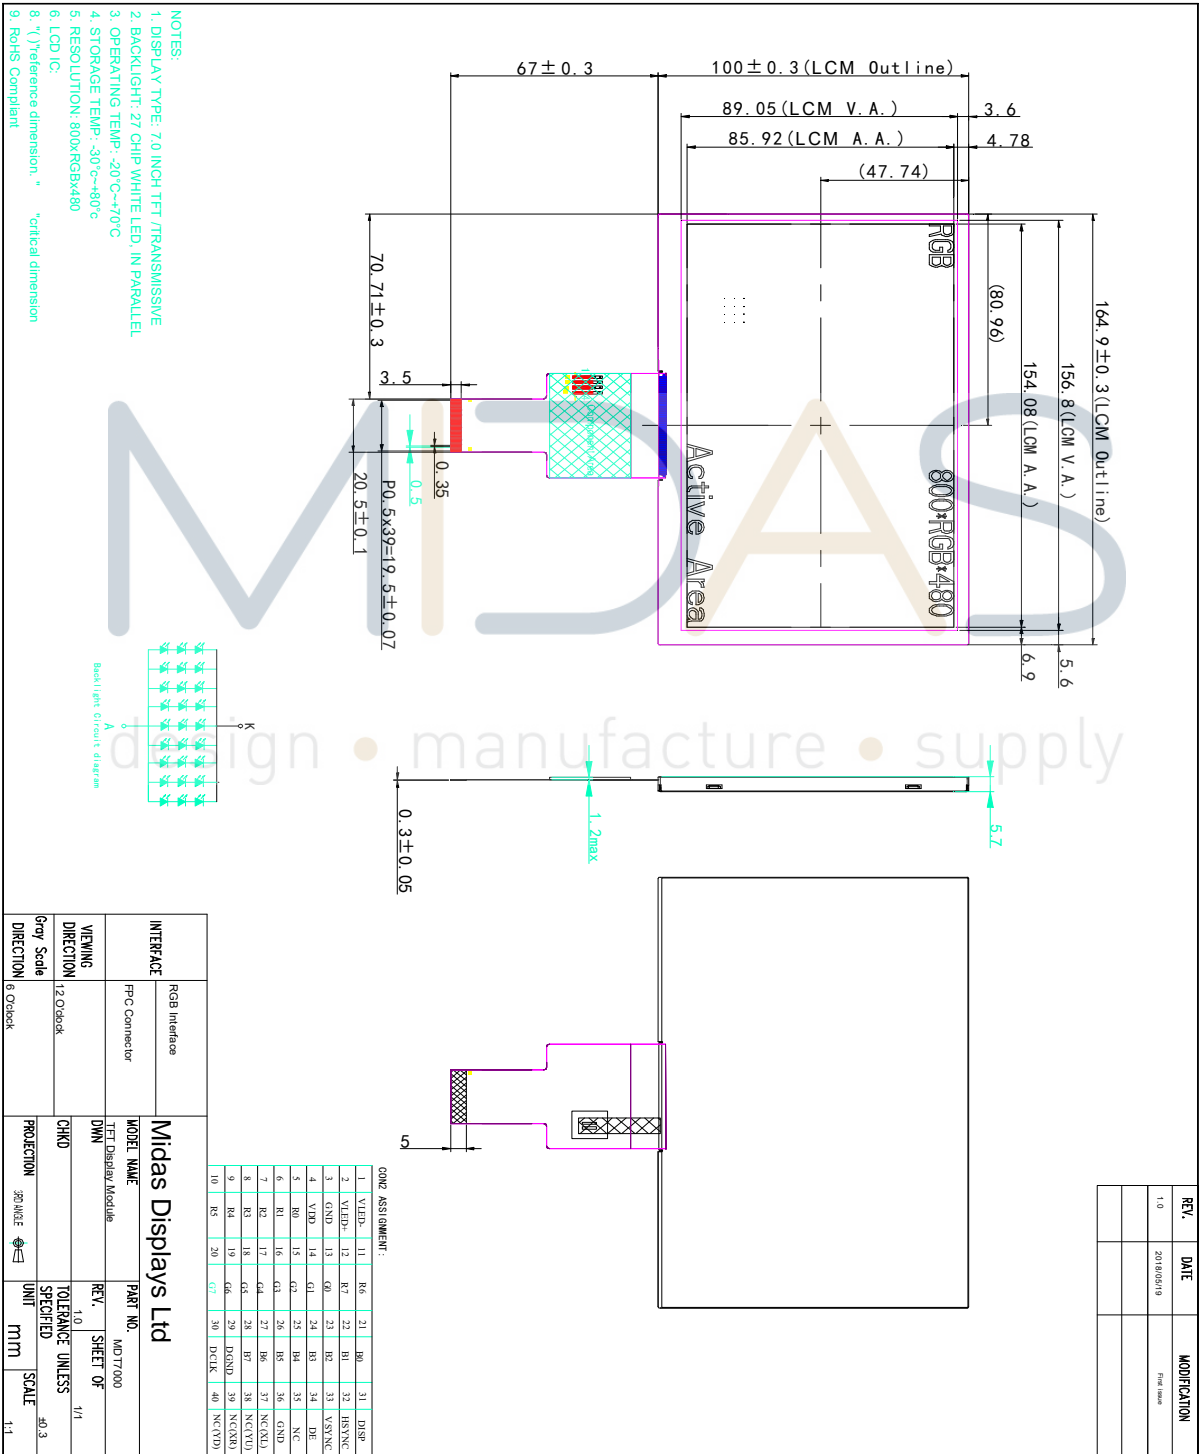 NOTES:
1. DISPLAY TYPE: 7.0 INCH TFT /TRANSMISSIVE
2. BACKLIGHT: 27 CHIP WHITE LED, IN PARALLEL
3. OPERATING TEMP: -20°C~+70°C
4. STORAGE TEMP: -30°c~+80°c
5. RESOLUTION: 800xRGBx480
6. LCD IC:
8. "( )"reference dimension, " "critical dimension
9. RoHS Compliant
67±0.3
100±0.3(LCM Outline)
89.05(LCM V.A.)
3.6
85.92(LCM A.A.)
4.78
(47.74)
164.9±0.3(LCM Outline)
156.8(LCM V.A.)
154.08(LCM A.A.)
(80.96)
70.71±0.3
RGB
800*RGB*480
Active Area
3.5
0.35
0.5
P0.5x39=19.5±0.07
20.5±0.1
6.9
5.6
MIDAS
design • manufacture • supply
K
A
Backlight Circuit diagram
0.3±0.05
1.2max
5.7
5
CON2 ASSIGNMENT:
1 VLED- 11 R6 21 B0 31 DISP
2 VLED+ 12 R7 22 B1 32 HSYNC
3 GND 13 G0 23 B2 33 VSYNC
4 VDD 14 G1 24 B3 34 DE
5 R0 15 G2 25 B4 35 NC
6 R1 16 G3 26 B5 36 GND
7 R2 17 G4 27 B6 37 NC(XL)
8 R3 18 G5 28 B7 38 NC(YU)
9 R4 19 G6 29 DGND 39 NC(XR)
10 R5 20 G7 30 DCLK 40 NC(YD)
REV. DATE MODIFICATION
1.0 2018/05/19 First issue
INTERFACE
RGB Interface
FPC Connector
VIEWING DIRECTION
12 O'clock
Gray Scale DIRECTION
6 O'clock
Midas Displays Ltd
MODEL NAME
TFT Display Module
PART NO.
MDT7000
DWN
REV.
1.0
SHEET OF
1/1
CHKD
TOLERANCE UNLESS SPECIFIED
±0.3
PROJECTION
3RD ANGLE
UNIT
mm
SCALE
1:1